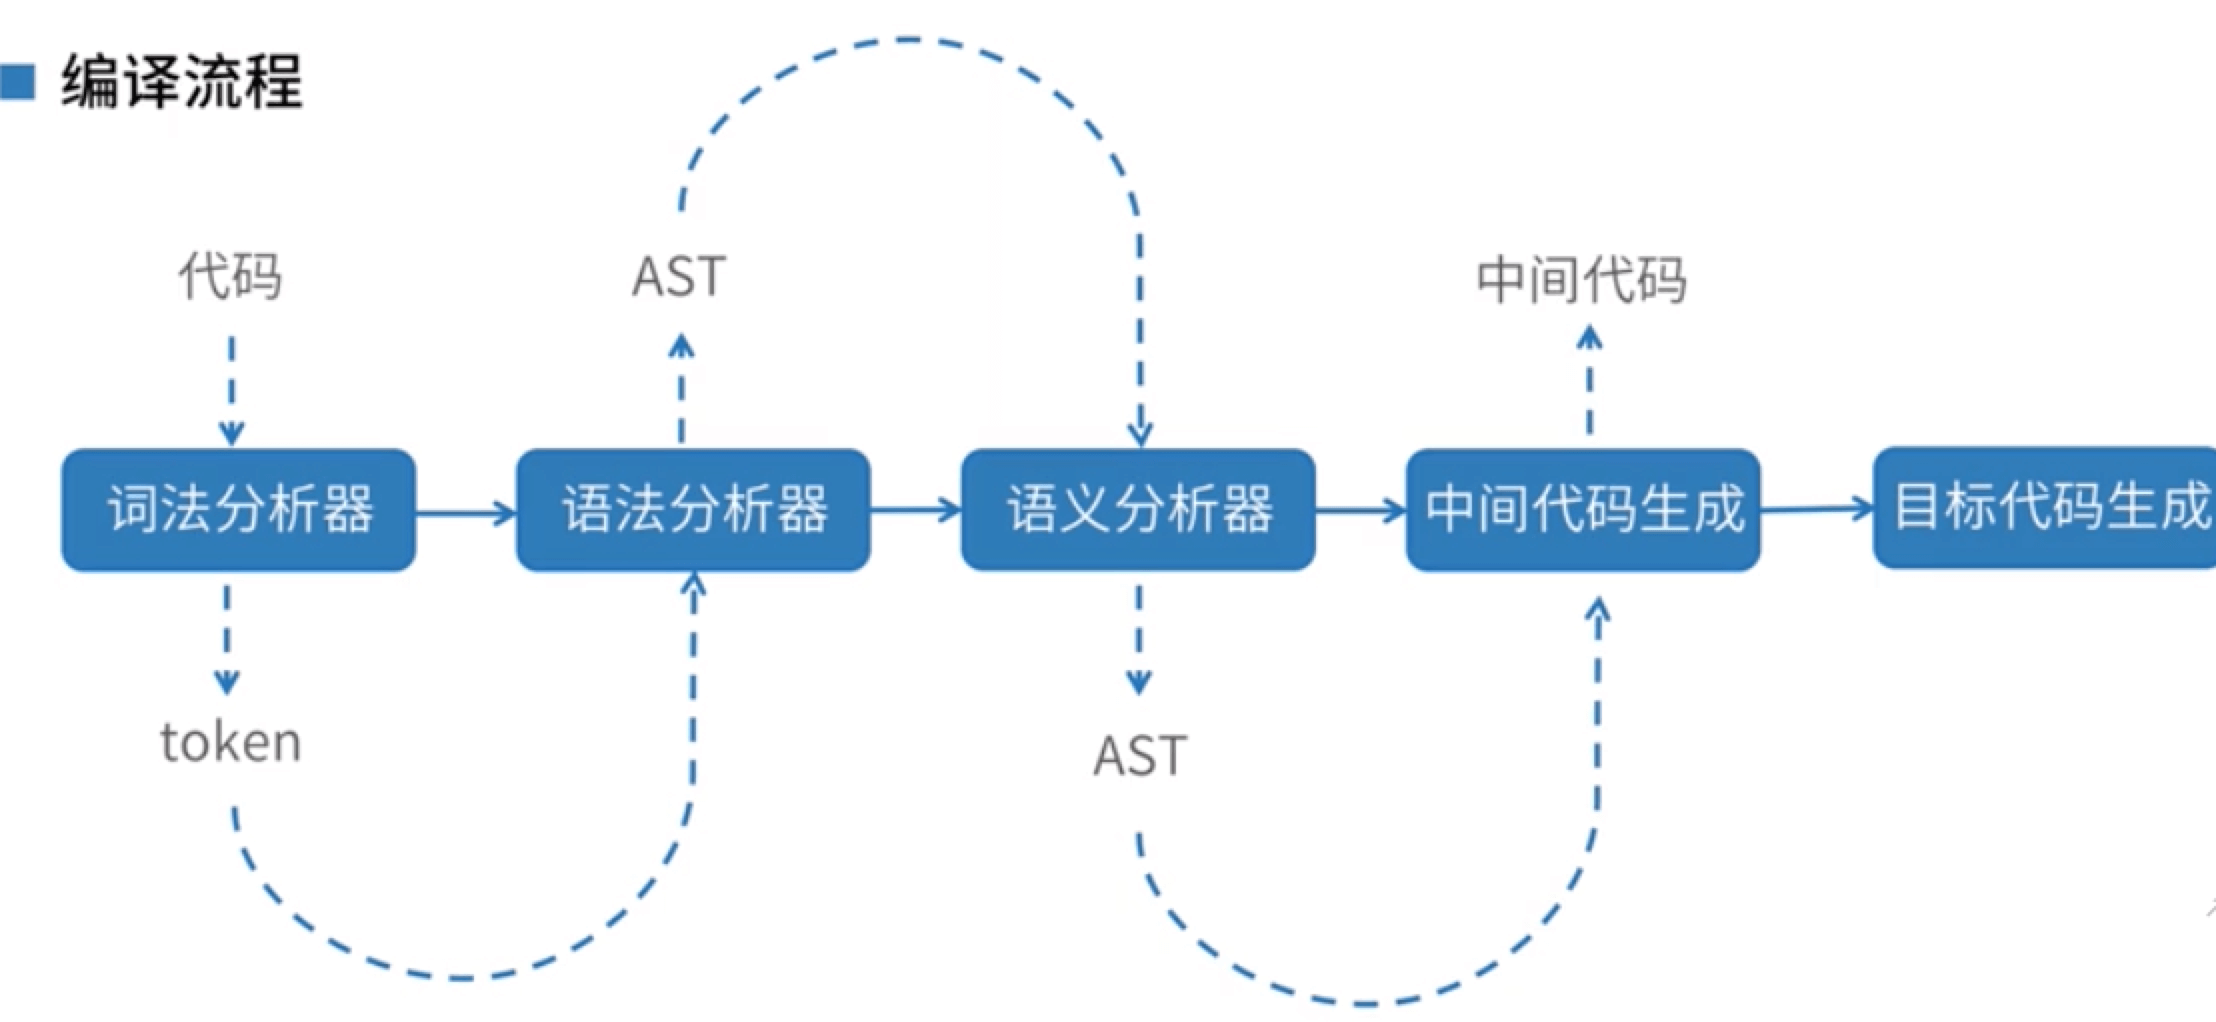 编译流程
代码
AST
中间代码
词法分析器
语法分析器
语义分析器
中间代码生成
目标代码生成
token
AST